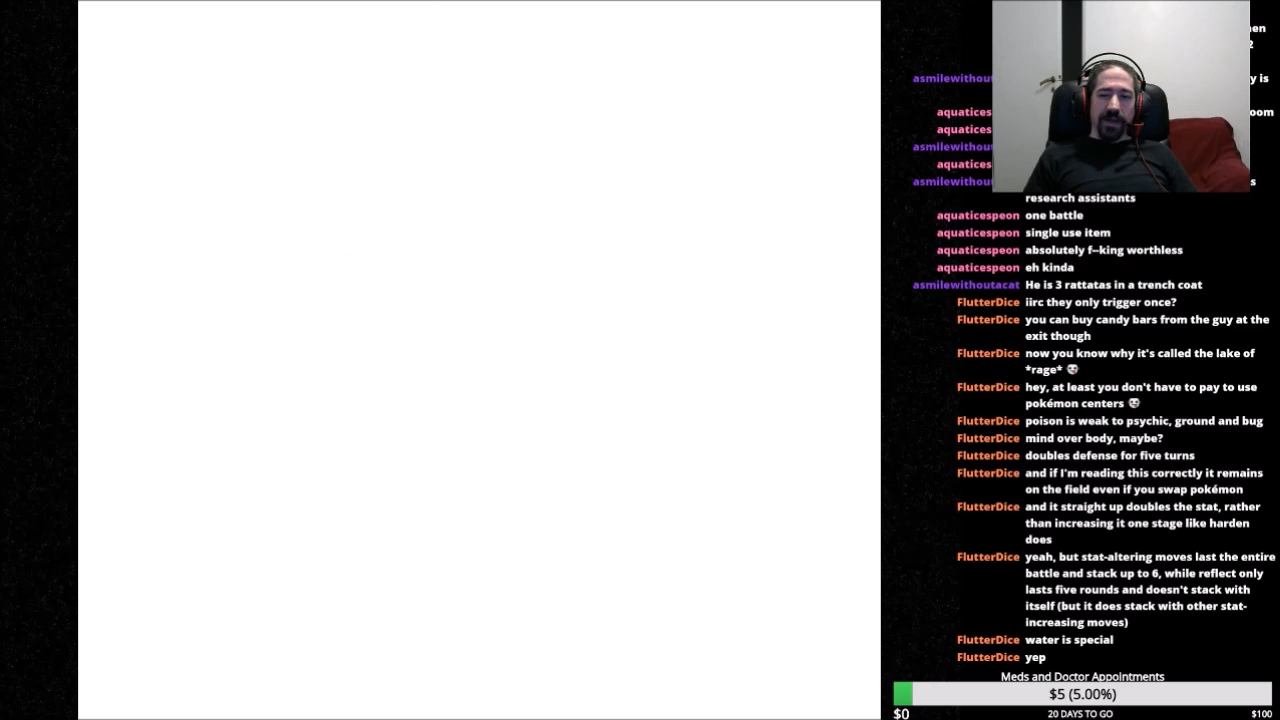 asmilewithou y is
aquatices oom
aquatices
asmilewithou
aquatices
asmilewithou
research assistants
aquaticespeon one battle
aquaticespeon single use item
aquaticespeon absolutely f--king worthless
aquaticespeon eh kinda
asmilewithoutacat He is 3 rattatas in a trench coat
FlutterDice iirc they only trigger once?
FlutterDice you can buy candy bars from the guy at the
exit though
FlutterDice now you know why it's called the lake of
*rage* 💀
FlutterDice hey, at least you don't have to pay to use
pokémon centers 💀
FlutterDice poison is weak to psychic, ground and bug
FlutterDice mind over body, maybe?
FlutterDice doubles defense for five turns
FlutterDice and if I'm reading this correctly it remains
on the field even if you swap pokémon
FlutterDice and it straight up doubles the stat, rather
than increasing it one stage like harden
does
FlutterDice yeah, but stat-altering moves last the entire
battle and stack up to 6, while reflect only
lasts five rounds and doesn't stack with
itself (but it does stack with other stat-
increasing moves)
FlutterDice water is special
FlutterDice yep
Meds and Doctor Appointments
$5 (5.00%)
$0 20 DAYS TO GO $100